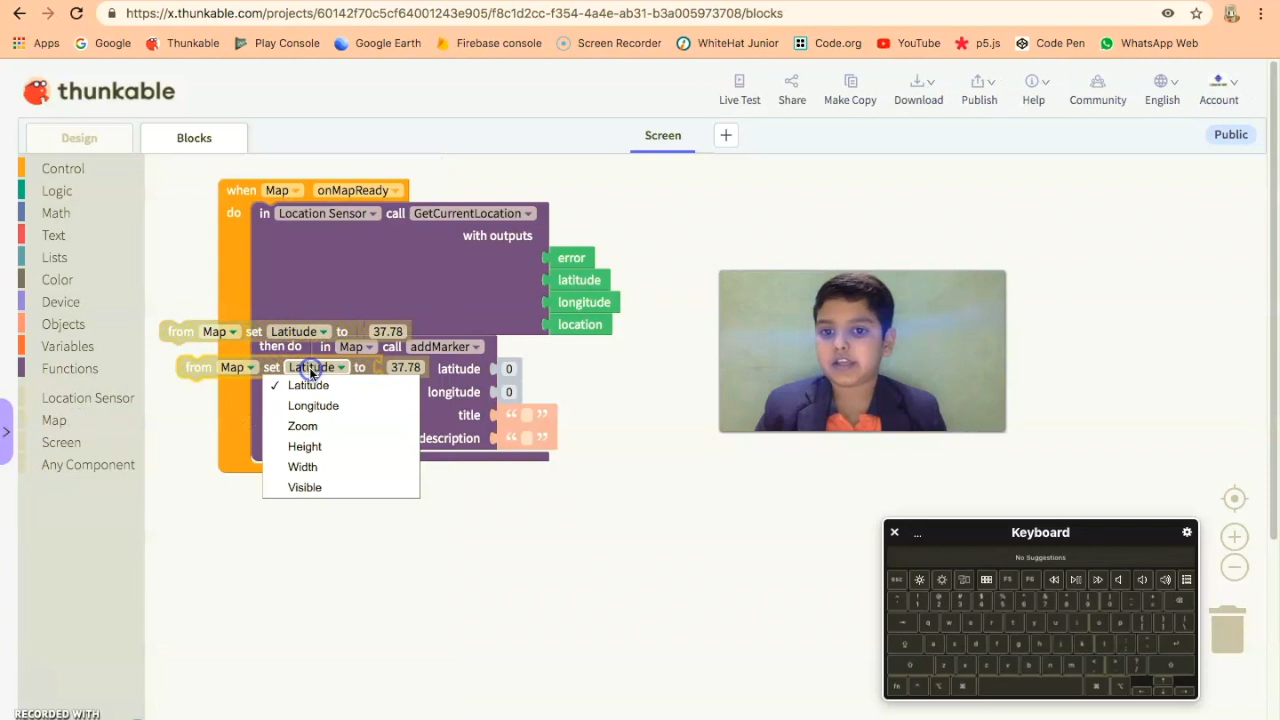 https://x.thunkable.com/projects/60142f70c5cf64001243e905/f8c1d2cc-f354-4a4e-ab31-b3a005973708/blocks
Apps Google Thunkable Play Console Google Earth Firebase console Screen Recorder WhiteHat Junior Code.org YouTube p5.js Code Pen WhatsApp Web
thunkable
Live Test Share Make Copy Download Publish Help Community English Account
Design Blocks Screen + Public
Control
Logic
Math
Text
Lists
Color
Device
Objects
Variables
Functions
Location Sensor
Map
Screen
Any Component
when Map onMapReady
do in Location Sensor call GetCurrentLocation
with outputs
error
latitude
longitude
location
from Map set Latitude to 37.78
then do in Map call addMarker
from Map set Latitude to 37.78
latitude 0
longitude 0
title “ ”
description “ ”
✓ Latitude
Longitude
Zoom
Height
Width
Visible
... Keyboard
No Suggestions
esc F5 F6
q w e r t y u i o p
a s d f g h j k l
z x c v b n m
fn
RECORDED WITH